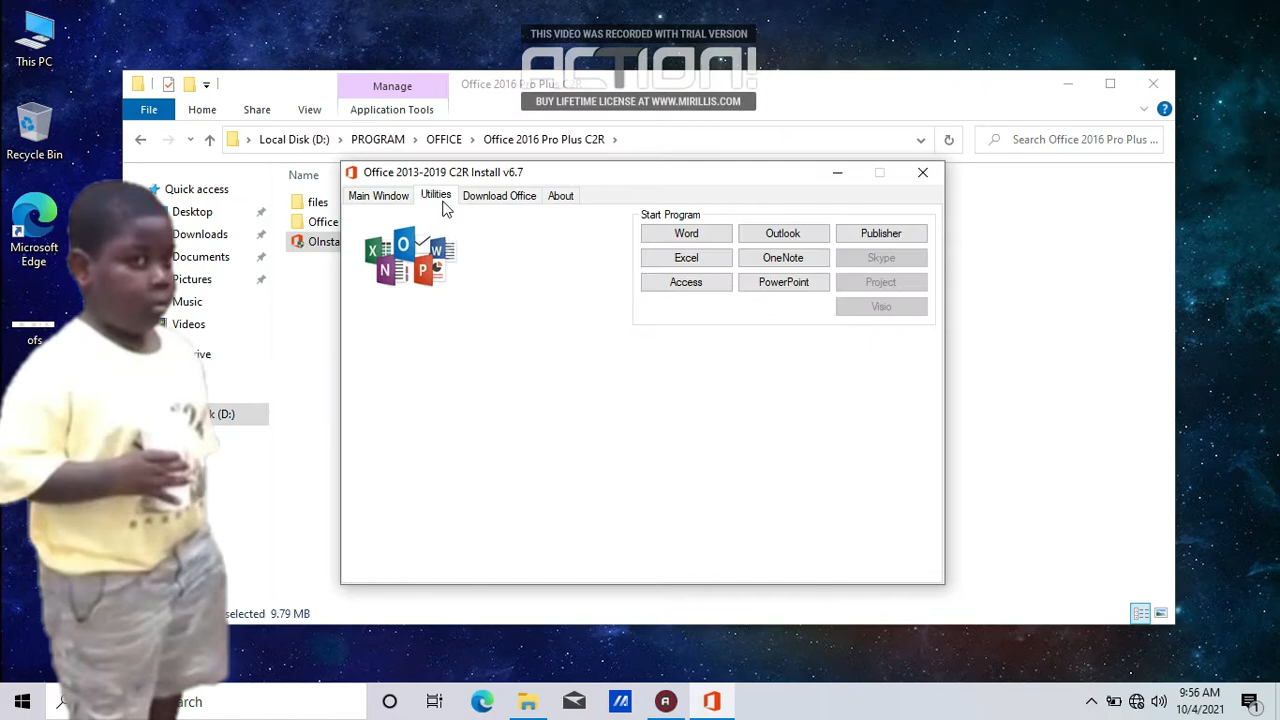 This PC
Recycle Bin
Microsoft
Edge
ofs
THIS VIDEO WAS RECORDED WITH TRIAL VERSION
ACTION!
BUY LIFETIME LICENSE AT WWW.MIRILLIS.COM
Manage
Office 2016 Pro Plus C2R
File
Home
Share
View
Application Tools
Local Disk (D:)
PROGRAM
OFFICE
Office 2016 Pro Plus C2R
Search Office 2016 Pro Plus ...
Quick access
Desktop
Downloads
Documents
Pictures
Music
Videos
k (D:)
Name
files
Office
OInsta
Office 2013-2019 C2R Install v6.7
Main Window
Utilities
Download Office
About
Start Program
Word
Outlook
Publisher
Excel
OneNote
Skype
Access
PowerPoint
Project
Visio
selected 9.79 MB
9:56 AM
10/4/2021